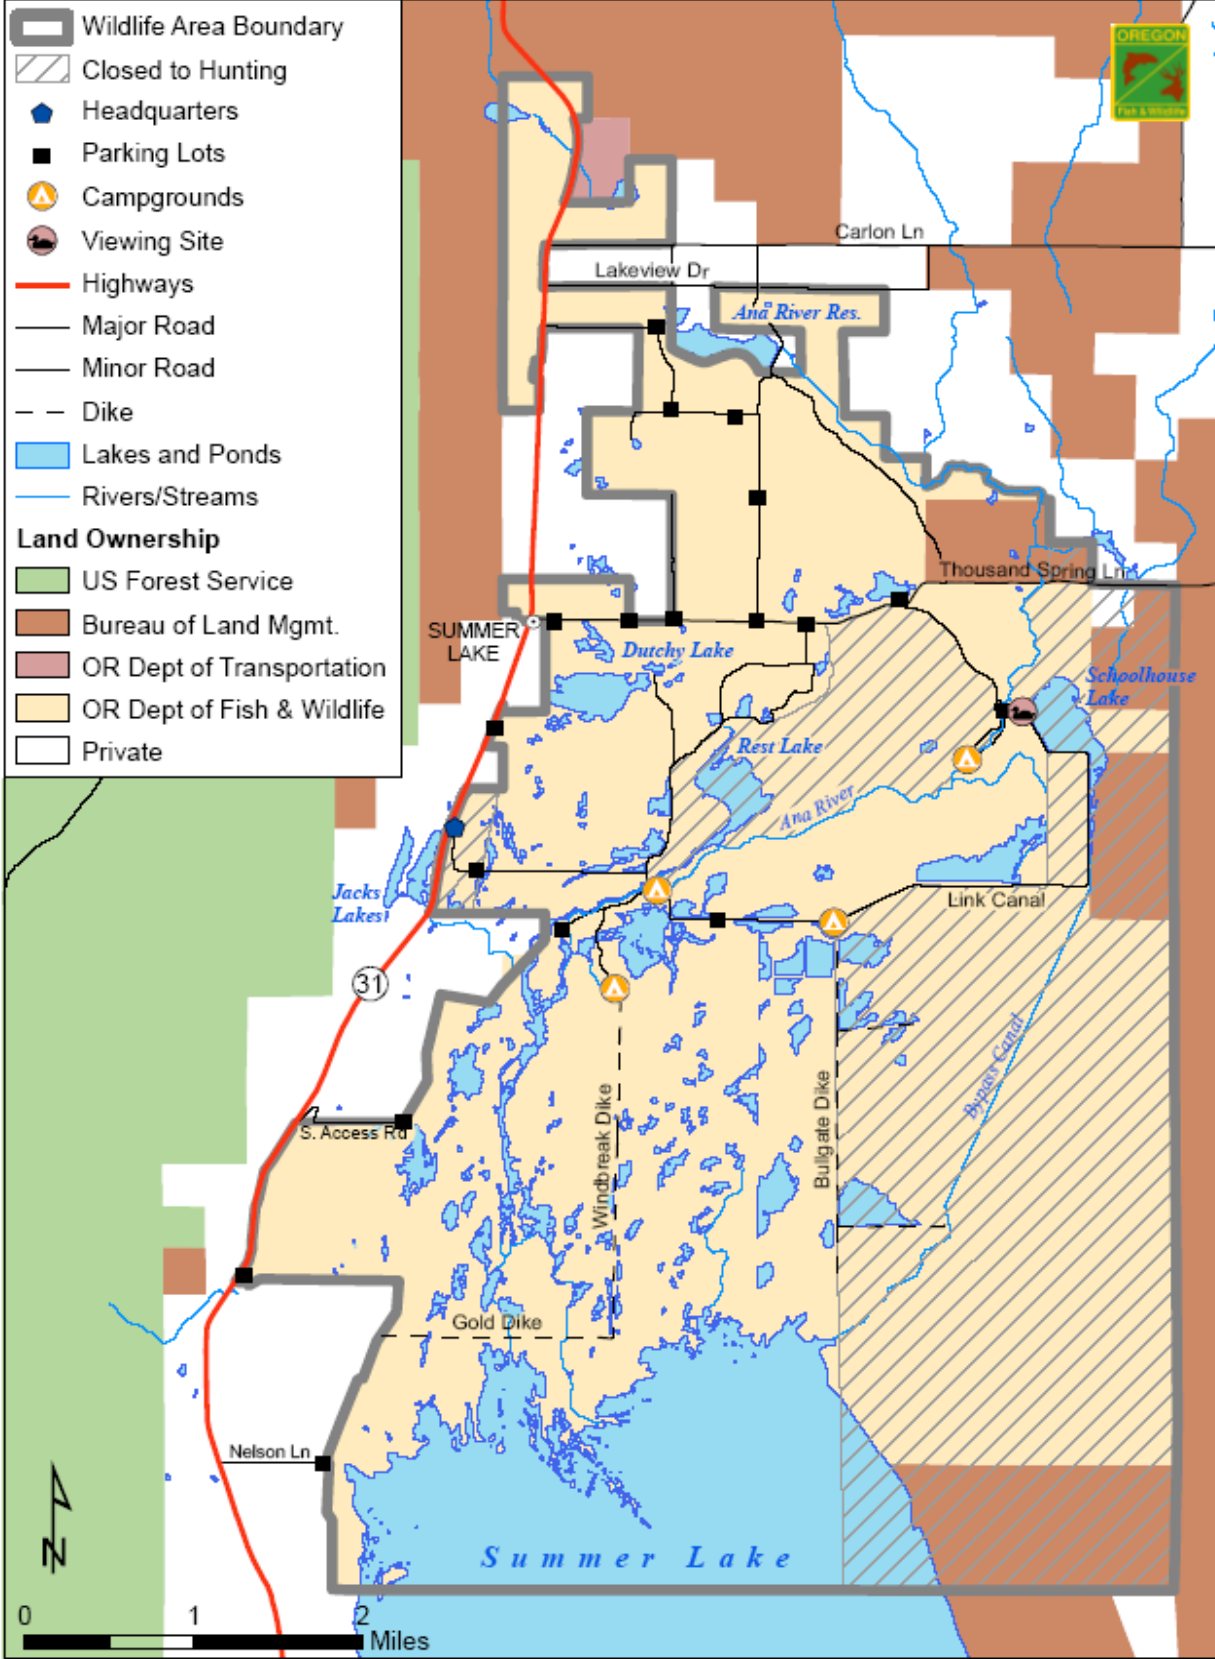 Wildlife Area Boundary
Closed to Hunting
Headquarters
Parking Lots
Campgrounds
Viewing Site
Highways
Major Road
Minor Road
Dike
Lakes and Ponds
Rivers/Streams
Land Ownership
US Forest Service
Bureau of Land Mgmt.
OR Dept of Transportation
OR Dept of Fish & Wildlife
Private
OREGON
Fish & Wildlife
Carlon Ln
Lakeview Dr
Ana River Res.
Thousand Spring Ln
SUMMER
LAKE
Dutchy Lake
Schoolhouse
Lake
Rest Lake
Ana River
Jacks
Lakes
Link Canal
31
Bypass Canal
Windbreak Dike
Bullgate Dike
S. Access Rd
Gold Dike
Nelson Ln
Summer Lake
N
0 1 2
Miles